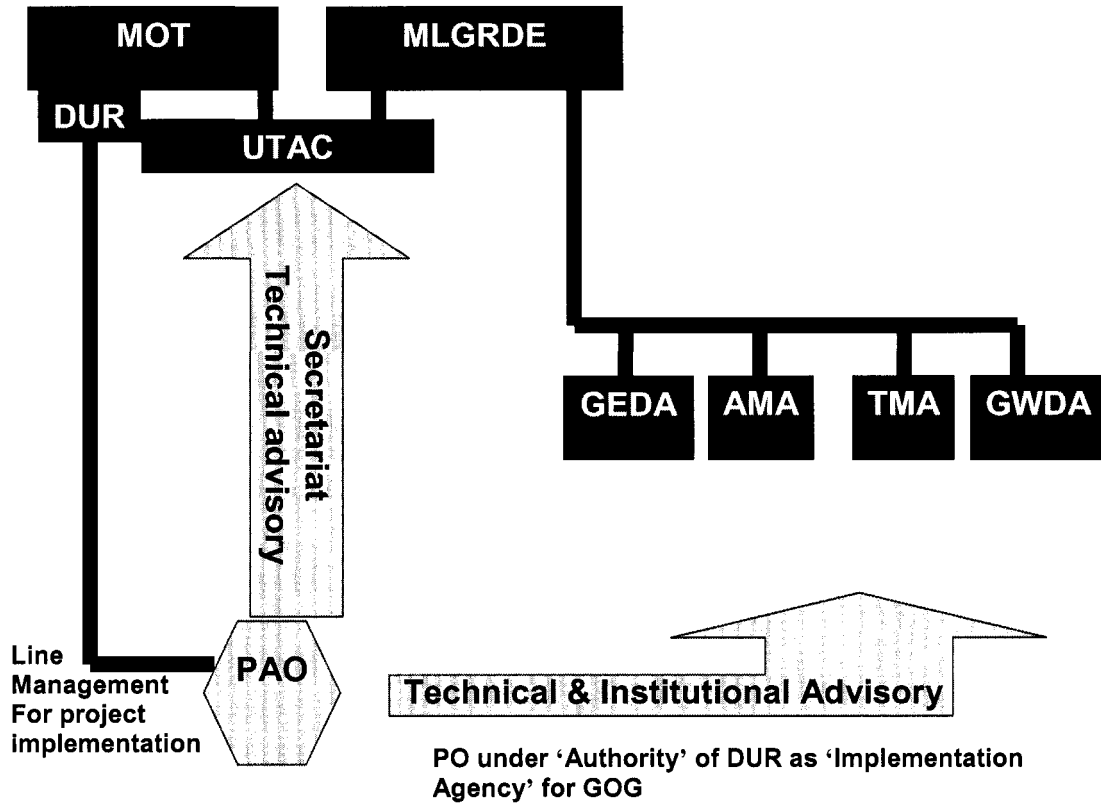 MOT
MLGRDE
DUR
UTAC
Secretariat
Technical advisory
GEDA
AMA
TMA
GWDA
PAO
Line
Management
For project
implementation
Technical & Institutional Advisory
PO under ‘Authority’ of DUR as ‘Implementation
Agency’ for GOG